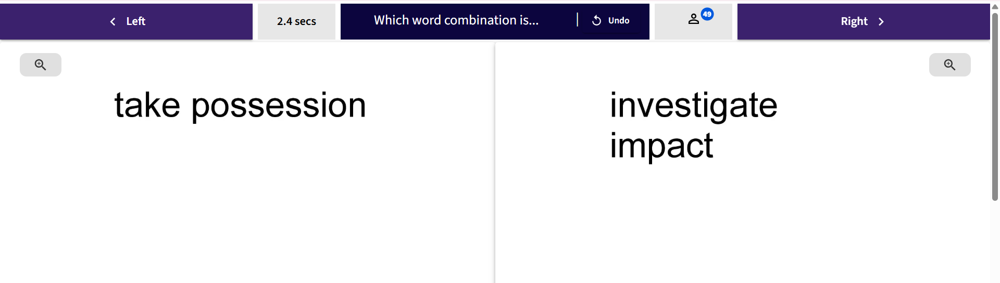 Left
2.4 secs
Which word combination is...
Undo
49
Right
take possession
investigate
impact